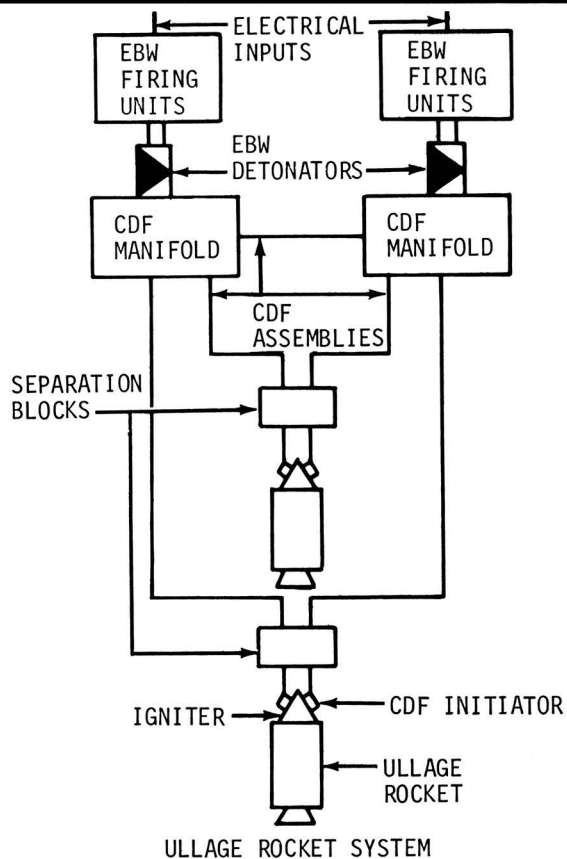 ELECTRICAL
INPUTS
EBW
FIRING
UNITS
EBW
FIRING
UNITS
EBW
DETONATORS
CDF
MANIFOLD
CDF
MANIFOLD
CDF
ASSEMBLIES
SEPARATION
BLOCKS
IGNITER
CDF INITIATOR
ULLAGE
ROCKET
ULLAGE ROCKET SYSTEM